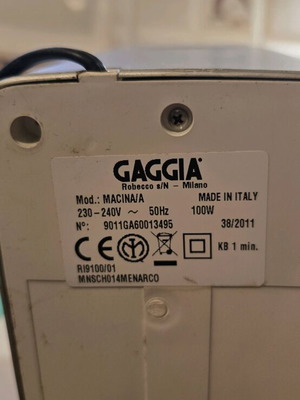 GAGGIA®
Robecco s/N - Milano
Mod.: MACINA/A MADE IN ITALY
230-240V ~ 50Hz 100W
N°: 9011GA60013495 38/2011
CE KB 1 min.
RI9100/01
MNSCH014MENARCO